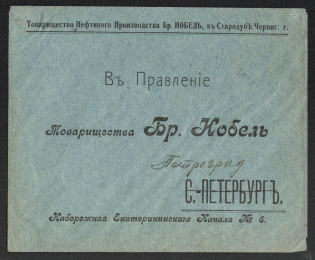 Товарищество Нефтяного Производства Бр. НОБЕЛЬ, въ Стародубѣ, Черниг. г.
Въ Правленіе
Товарищества Бр. Нобель
Петроград
С.-ПЕТЕРБУРГЪ.
Набережная Екатерининскаго Канала № 6.